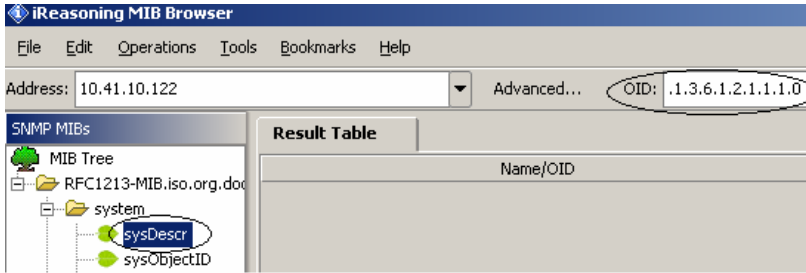 iReasoning MIB Browser
File Edit Operations Tools Bookmarks Help
Address: 10.41.10.122 Advanced... OID: .1.3.6.1.2.1.1.1.0
SNMP MIBs
Result Table
MIB Tree
Name/OID
RFC1213-MIB.iso.org.dod
system
sysDescr
sysObjectID